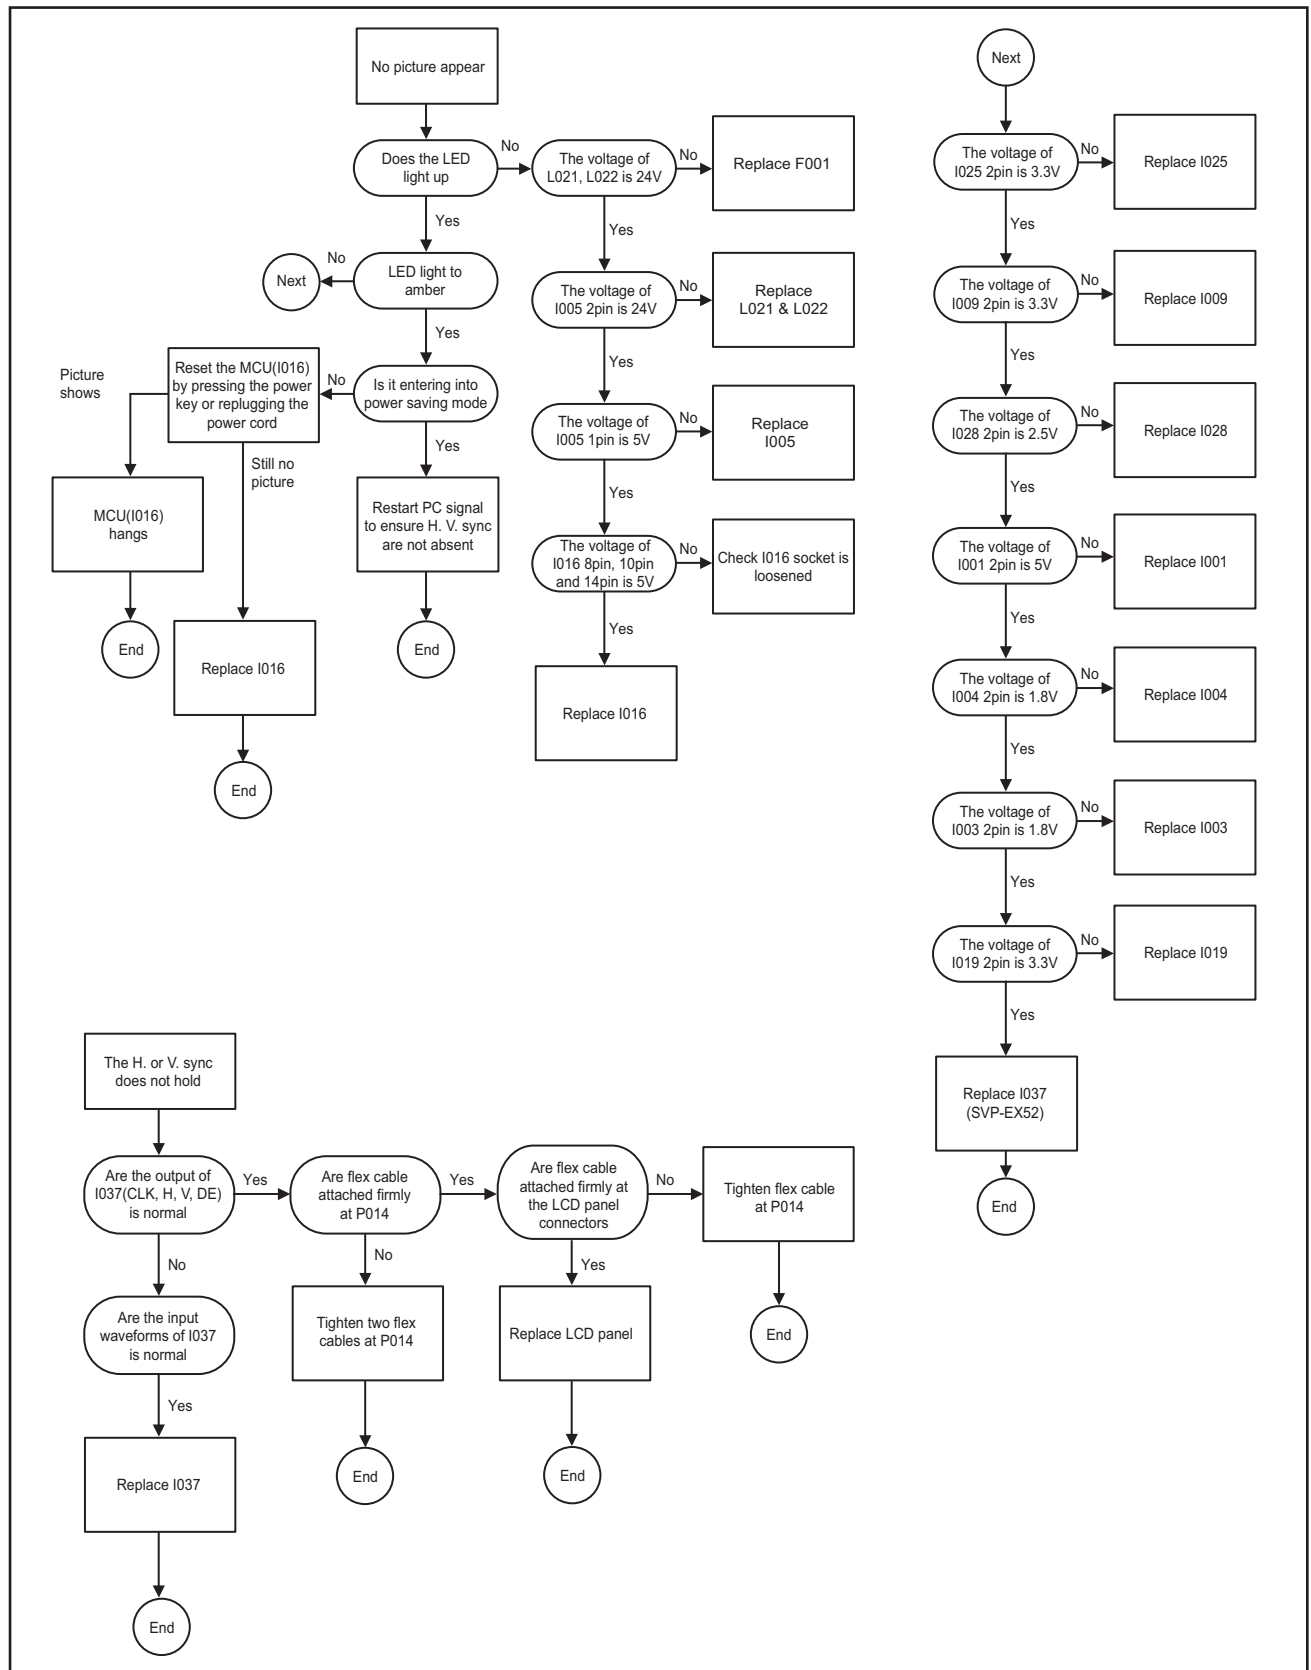 No picture appear
Does the LED
light up
No
The voltage of
L021, L022 is 24V
No
Replace F001
Yes
Yes
LED light to
amber
No
Next
The voltage of
I005 2pin is 24V
No
Replace
L021 & L022
Yes
Yes
Is it entering into
power saving mode
No
Reset the MCU(I016)
by pressing the power
key or replugging the
power cord
Picture
shows
Still no
picture
MCU(I016)
hangs
End
Replace I016
End
Yes
Restart PC signal
to ensure H. V. sync
are not absent
End
The voltage of
I005 1pin is 5V
No
Replace
I005
Yes
The voltage of
I016 8pin, 10pin
and 14pin is 5V
No
Check I016 socket is
loosened
Yes
Replace I016
Next
The voltage of
I025 2pin is 3.3V
No
Replace I025
Yes
The voltage of
I009 2pin is 3.3V
No
Replace I009
Yes
The voltage of
I028 2pin is 2.5V
No
Replace I028
Yes
The voltage of
I001 2pin is 5V
No
Replace I001
Yes
The voltage of
I004 2pin is 1.8V
No
Replace I004
Yes
The voltage of
I003 2pin is 1.8V
No
Replace I003
Yes
The voltage of
I019 2pin is 3.3V
No
Replace I019
Yes
Replace I037
(SVP-EX52)
End
The H. or V. sync
does not hold
Are the output of
I037(CLK, H, V, DE)
is normal
Yes
Are flex cable
attached firmly
at P014
Yes
Are flex cable
attached firmly at
the LCD panel
connectors
No
Tighten flex cable
at P014
End
No
Are the input
waveforms of I037
is normal
Yes
Replace I037
End
No
Tighten two flex
cables at P014
End
Yes
Replace LCD panel
End